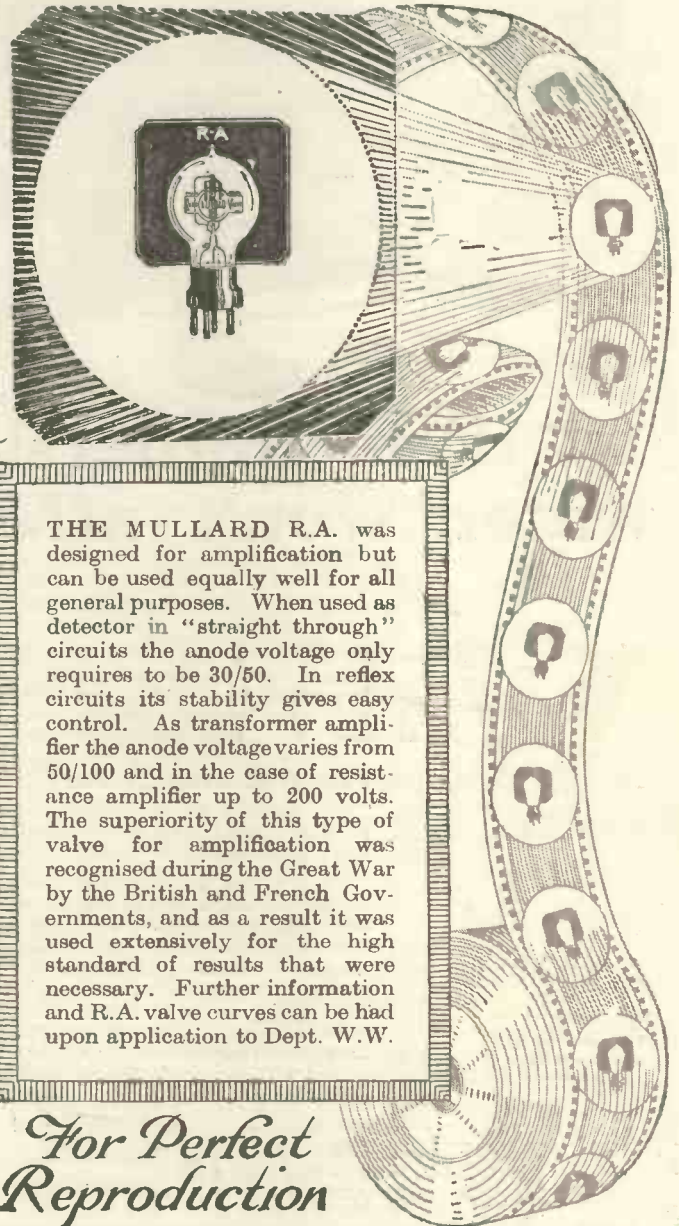 R.A
THE MULLARD R.A. was
designed for amplification but
can be used equally well for all
general purposes. When used as
detector in “straight through”
circuits the anode voltage only
requires to be 30/50. In reflex
circuits its stability gives easy
control. As transformer ampli-
fier the anode voltage varies from
50/100 and in the case of resist-
ance amplifier up to 200 volts.
The superiority of this type of
valve for amplification was
recognised during the Great War
by the British and French Gov-
ernments, and as a result it was
used extensively for the high
standard of results that were
necessary. Further information
and R.A. valve curves can be had
upon application to Dept. W.W.
For Perfect
Reproduction